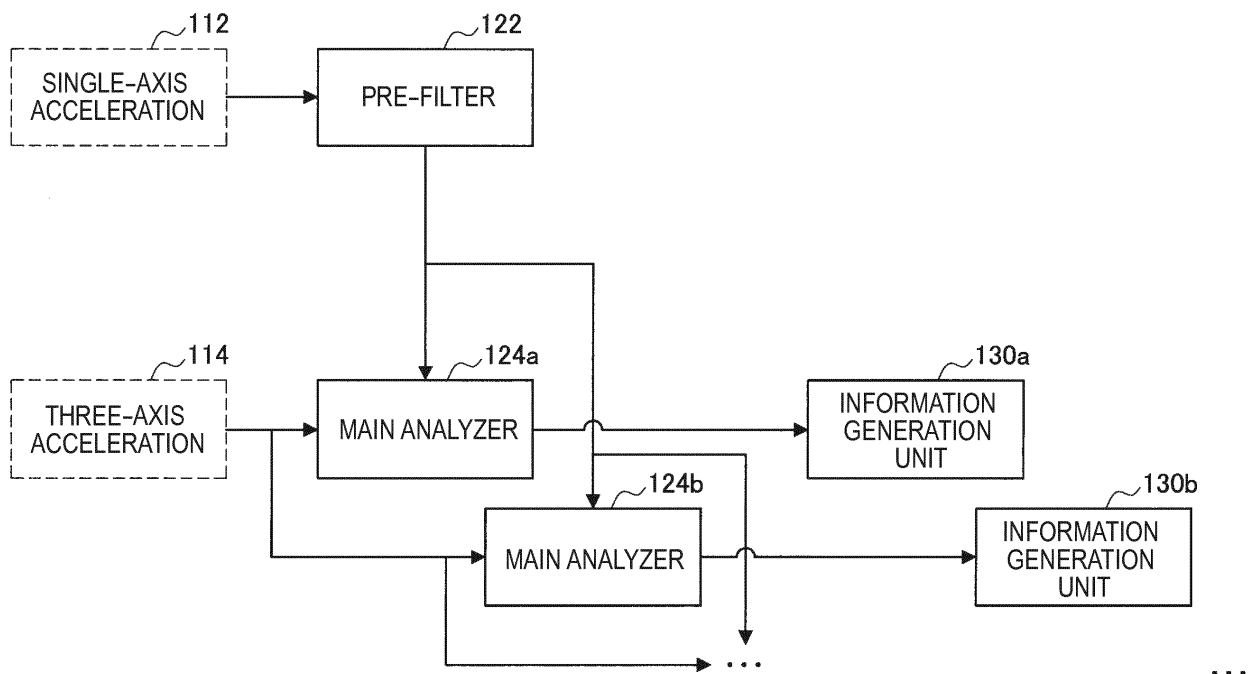 112
SINGLE-AXIS
ACCELERATION
122
PRE-FILTER
114
THREE-AXIS
ACCELERATION
124a
MAIN ANALYZER
130a
INFORMATION
GENERATION
UNIT
124b
MAIN ANALYZER
130b
INFORMATION
GENERATION
UNIT
...
...